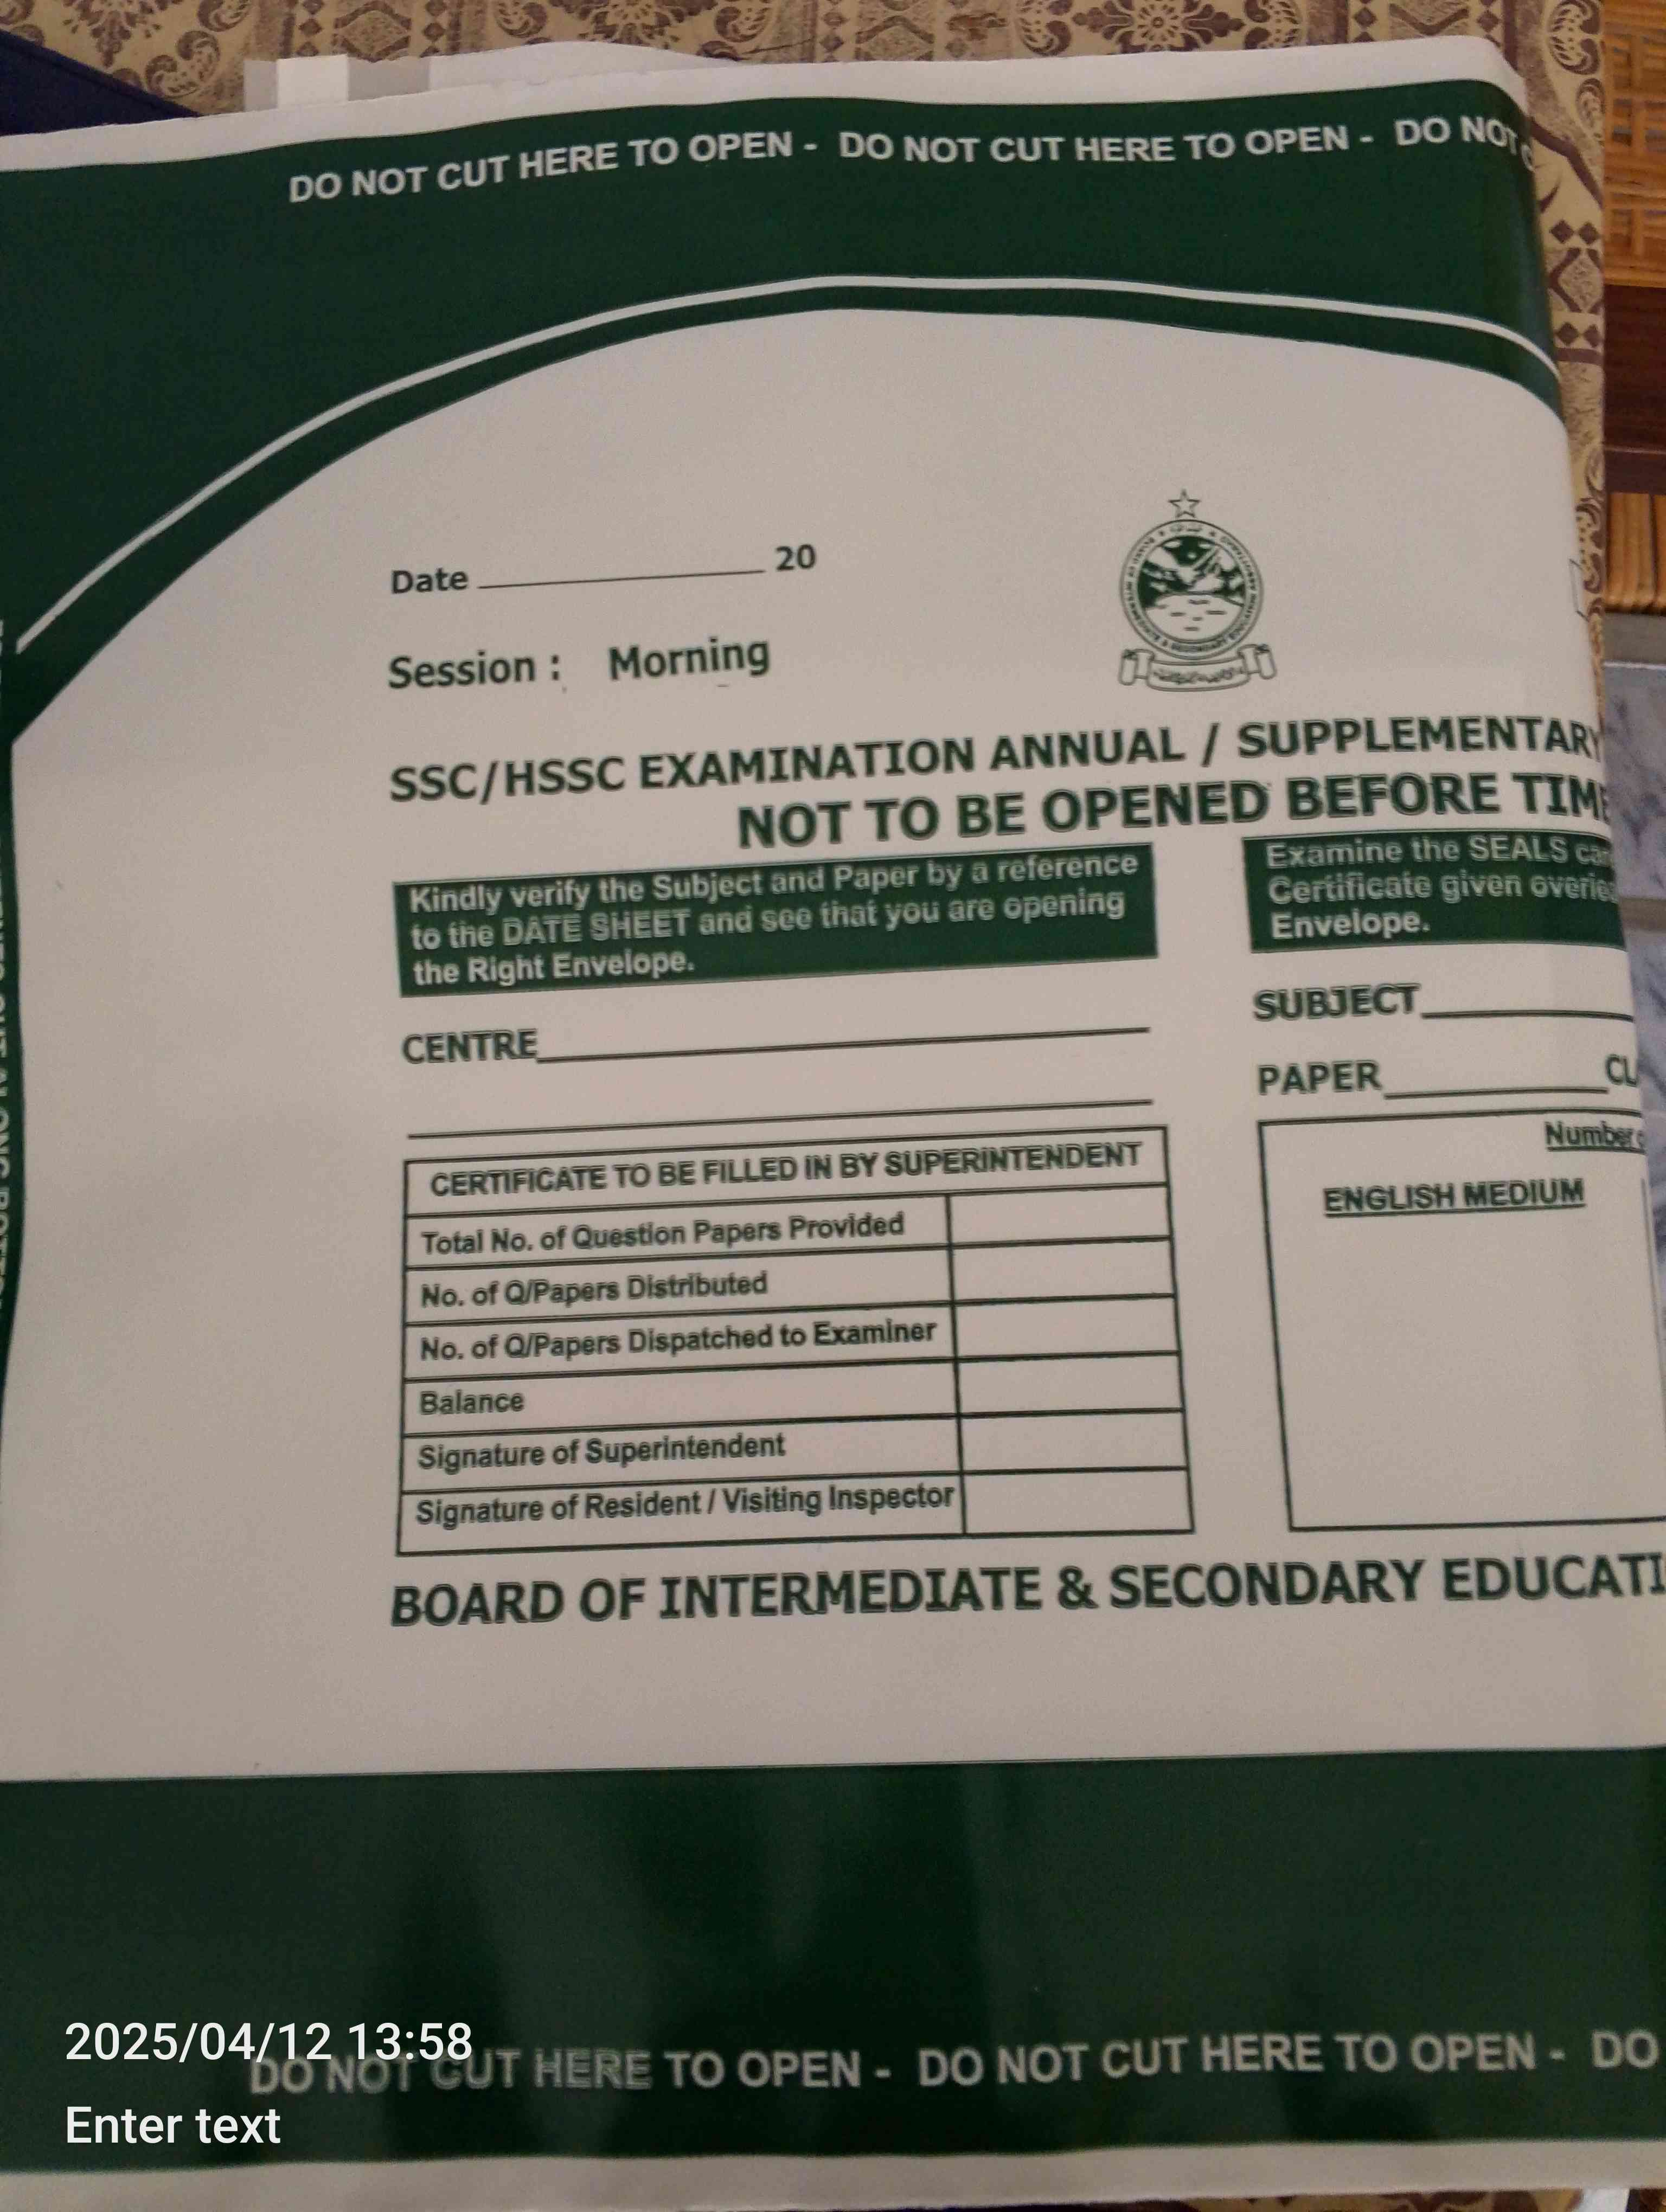 DO NOT CUT HERE TO OPEN - DO NOT CUT HERE TO OPEN - DO NOT
Date ____________ 20
Session : Morning
SSC/HSSC EXAMINATION ANNUAL / SUPPLEMENTARY
NOT TO BE OPENED BEFORE TIME
Kindly verify the Subject and Paper by a reference
to the DATE SHEET and see that you are opening
the Right Envelope.
Examine the SEALS
Certificate given
Envelope.
CENTRE
SUBJECT
PAPER
CERTIFICATE TO BE FILLED IN BY SUPERINTENDENT
Total No. of Question Papers Provided
No. of Q/Papers Distributed
No. of Q/Papers Dispatched to Examiner
Balance
Signature of Superintendent
Signature of Resident / Visiting Inspector
Number
ENGLISH MEDIUM
BOARD OF INTERMEDIATE & SECONDARY EDUCATI
DO NOT CUT HERE TO OPEN - DO NOT CUT HERE TO OPEN - DO
2025/04/12 13:58
Enter text